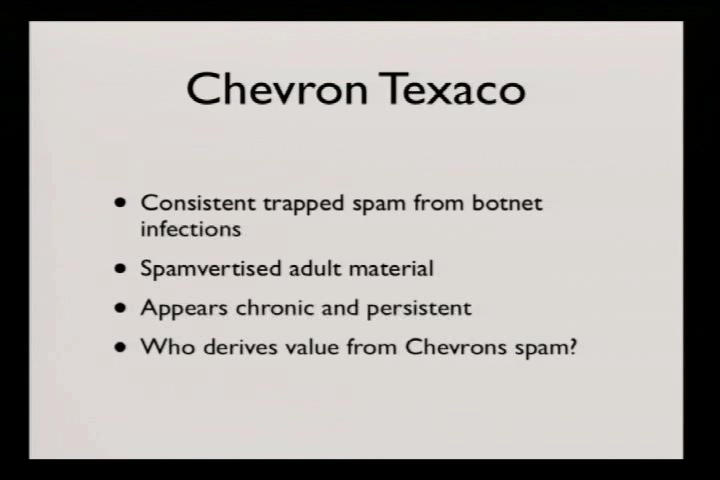 Chevron Texaco
• Consistent trapped spam from botnet
infections
• Spamvertised adult material
• Appears chronic and persistent
• Who derives value from Chevrons spam?